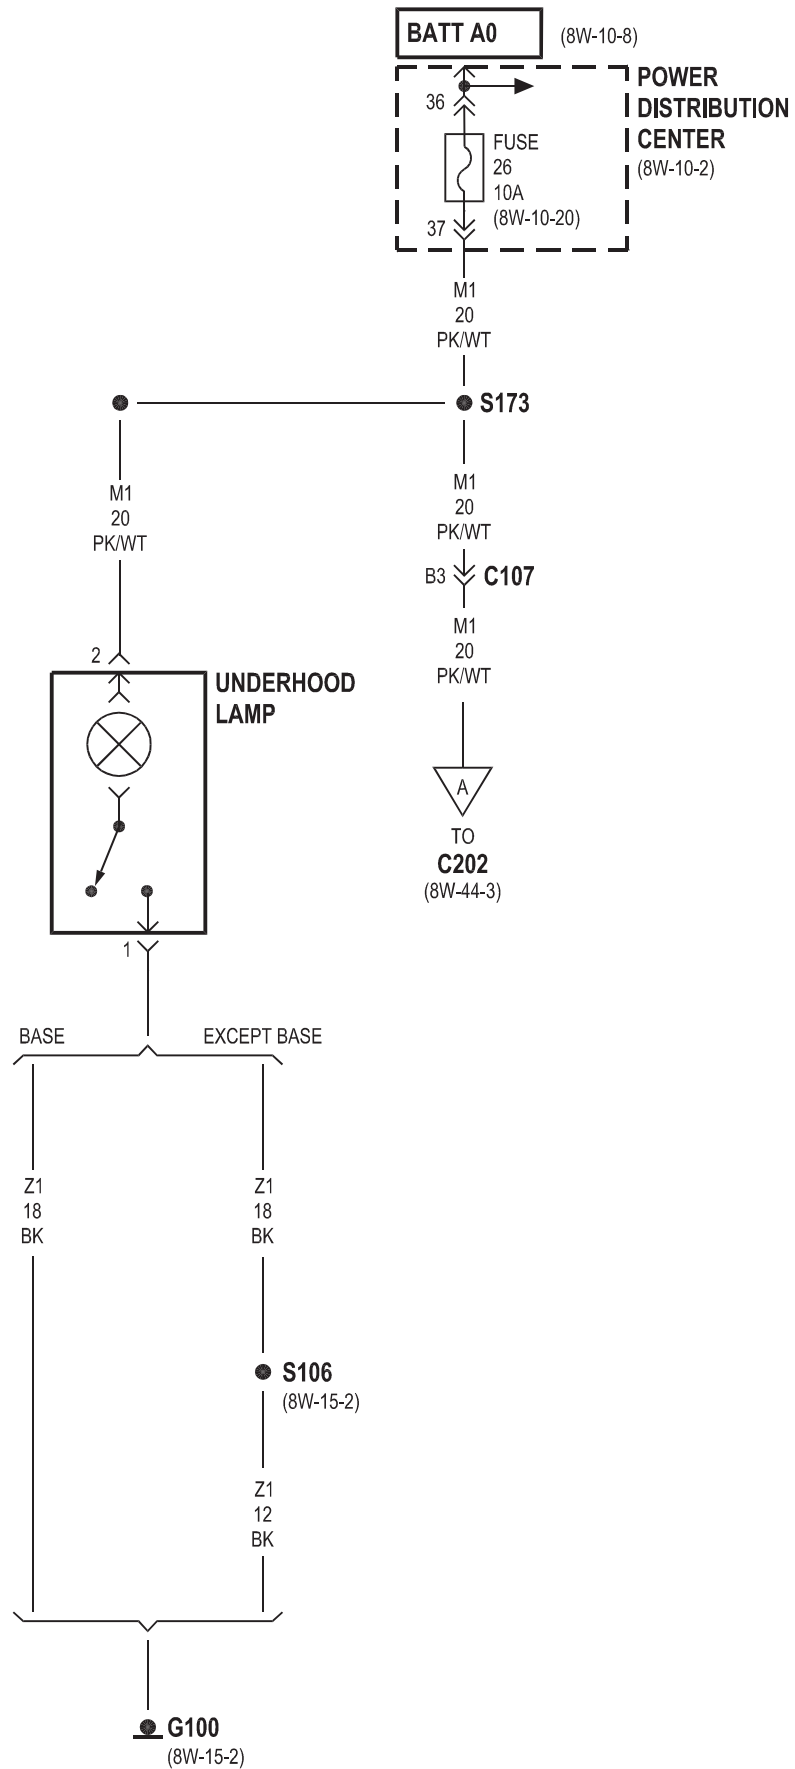 BATT A0
(8W-10-8)
POWER
DISTRIBUTION
CENTER
(8W-10-2)
36
FUSE
26
10A
(8W-10-20)
37
M1
20
PK/WT
S173
M1
20
PK/WT
M1
20
PK/WT
B3
C107
M1
20
PK/WT
2
UNDERHOOD
LAMP
A
TO
C202
(8W-44-3)
1
BASE
EXCEPT BASE
Z1
18
BK
Z1
18
BK
S106
(8W-15-2)
Z1
12
BK
G100
(8W-15-2)